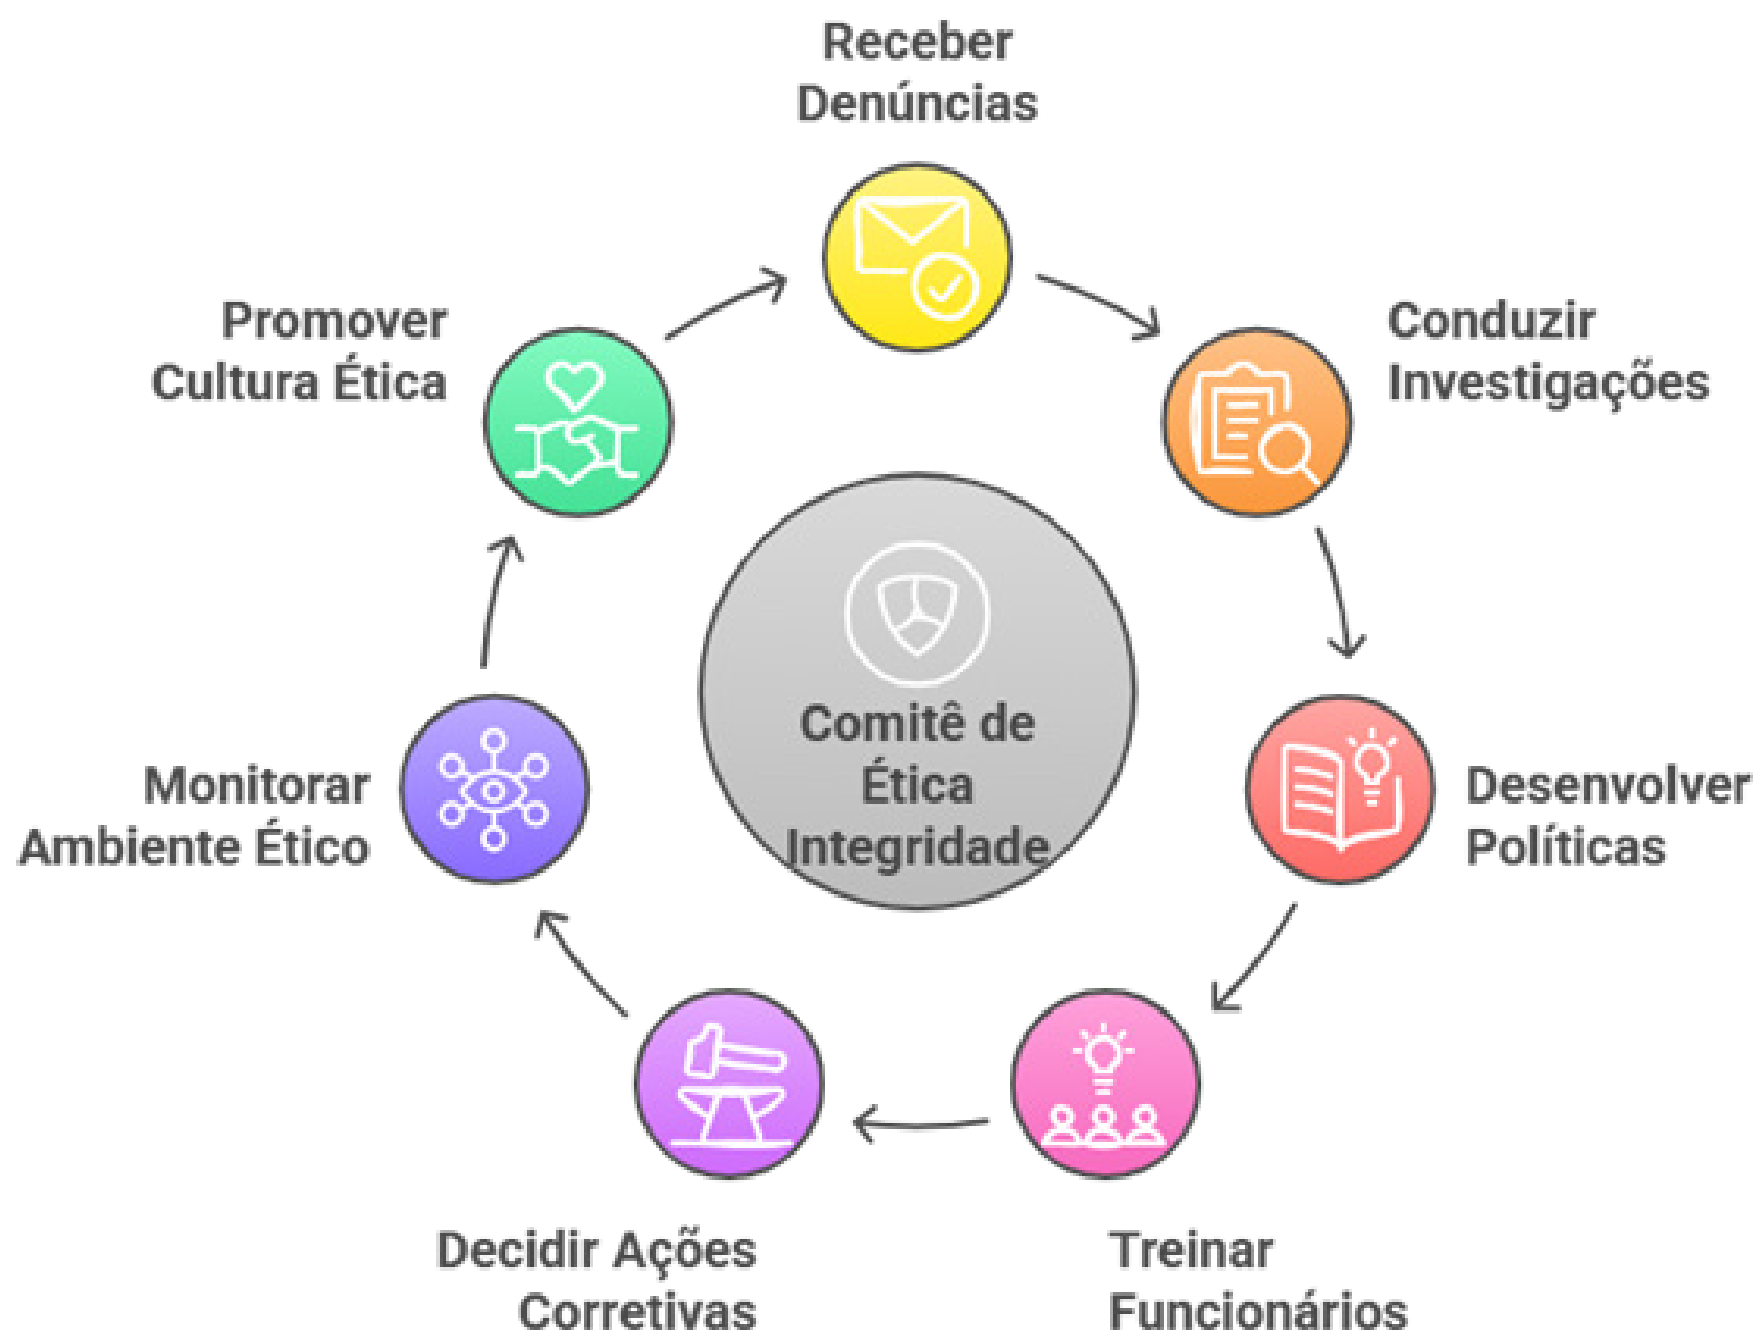 Receber
Denúncias
Conduzir
Investigações
Desenvolver
Políticas
Treinar
Funcionários
Decidir Ações
Corretivas
Monitorar
Ambiente Ético
Promover
Cultura Ética
Comitê de
Ética
Integridade